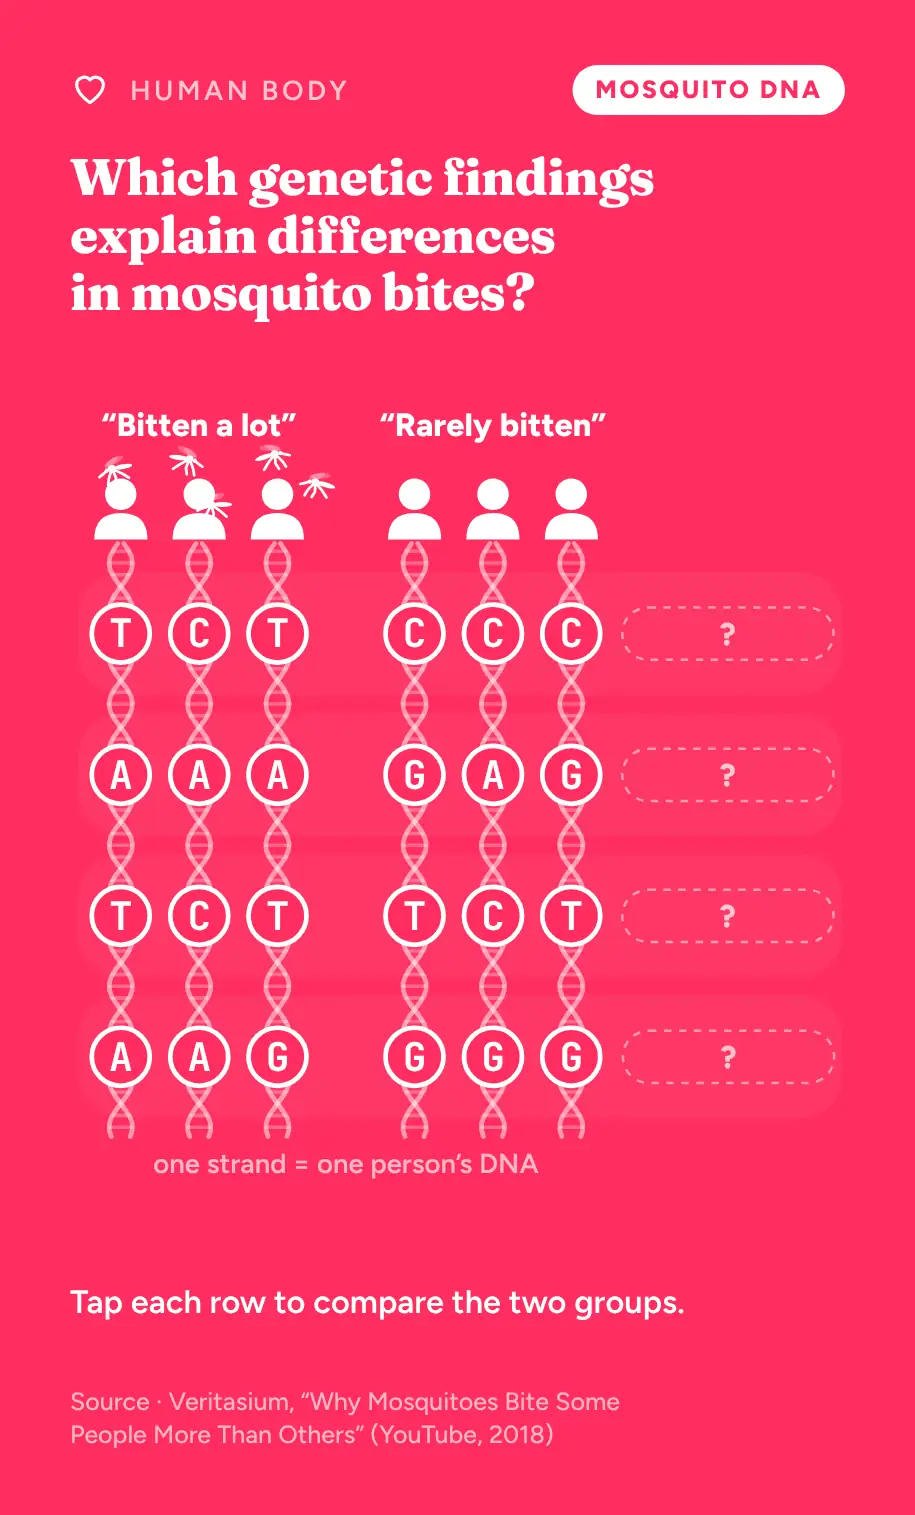 HUMAN BODY
MOSQUITO DNA
Which genetic findings
explain differences
in mosquito bites?
“Bitten a lot” “Rarely bitten”
T C T C C C ?
A A A G A G ?
T C T T C T ?
A A G G G G ?
one strand = one person’s DNA
Tap each row to compare the two groups.
Source · Veritasium, “Why Mosquitoes Bite Some
People More Than Others” (YouTube, 2018)